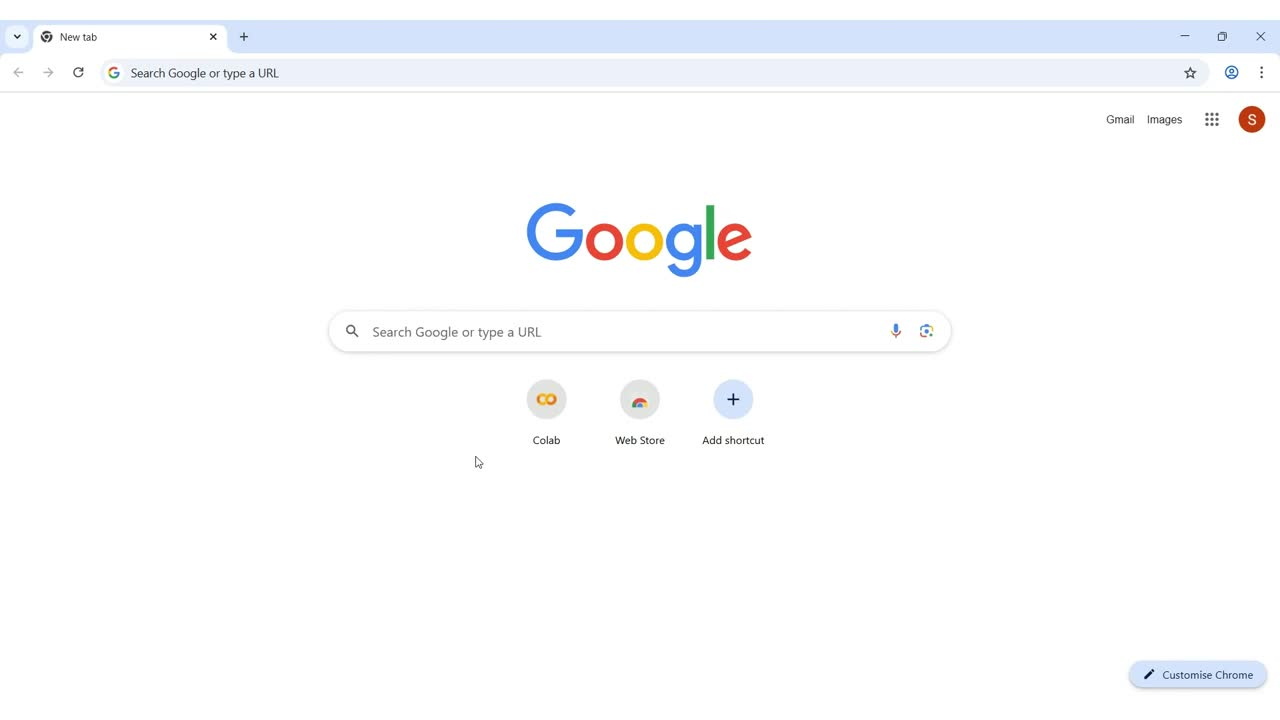 New tab
Search Google or type a URL
Gmail Images S
Google
Search Google or type a URL
Colab Web Store Add shortcut
Customise Chrome